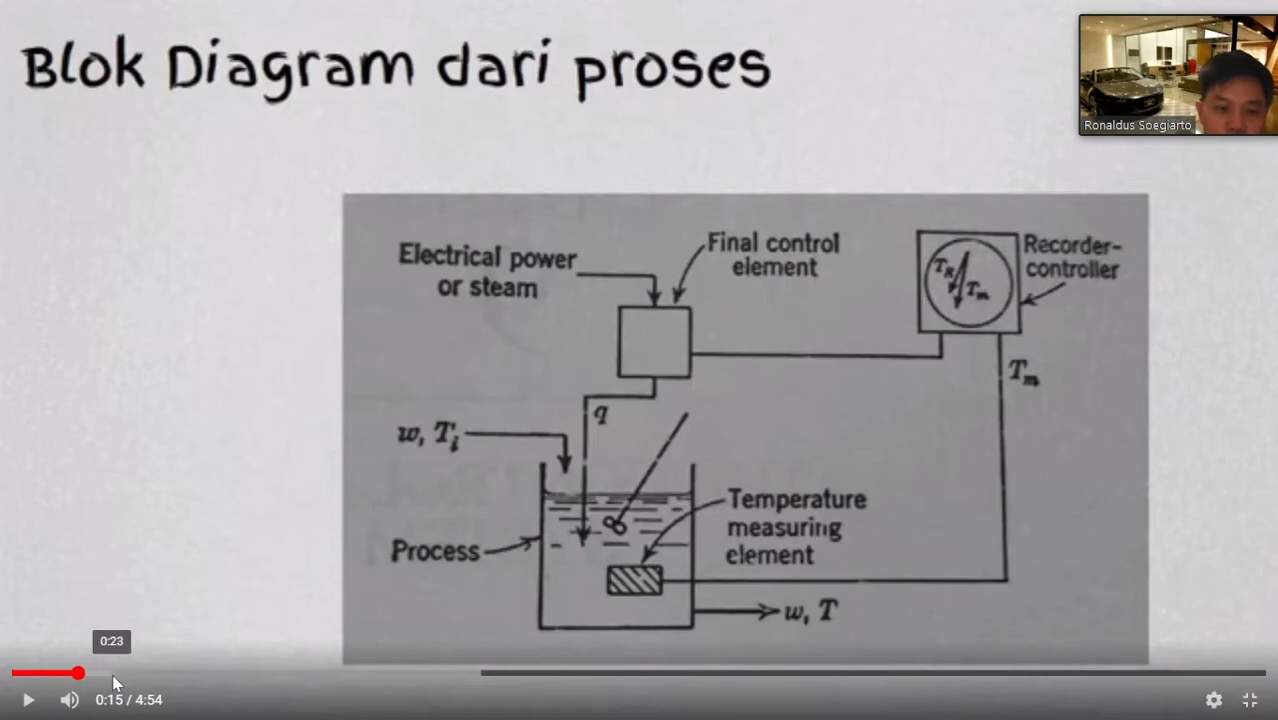 Blok Diagram dari proses
Ronaldus Soegiarto
Electrical power
or steam
Final control
element
Recorder-
controller
T_R
T_m
T_m
q
w, T_i
Temperature
measuring
element
Process
w, T
0:23
0:15 / 4:54